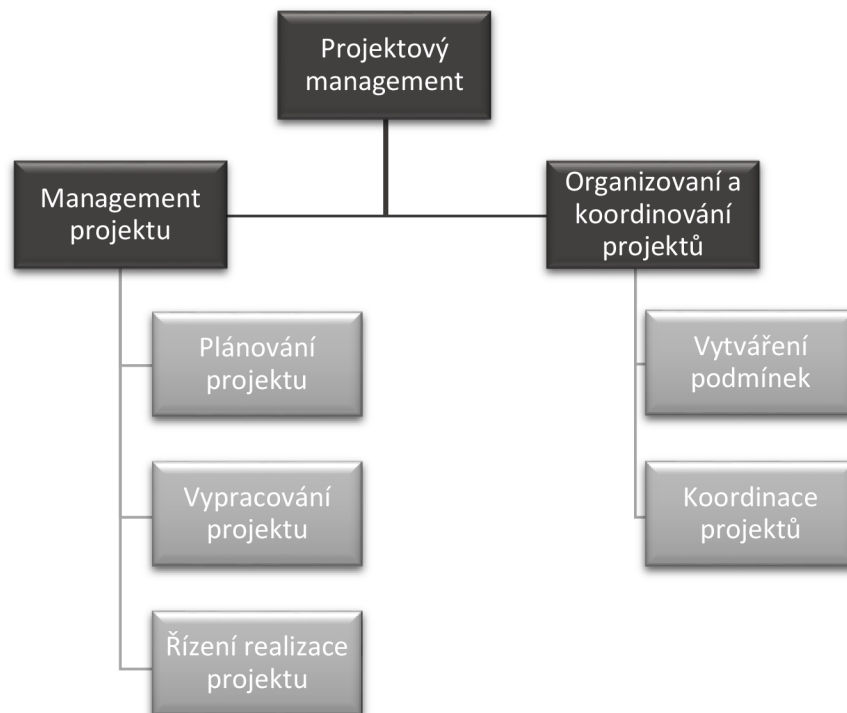 Projektový
management
Management
projektu
Organizovaní a
koordinování
projektů
Plánování
projektu
Vypracování
projektu
Řízení realizace
projektu
Vytváření
podmínek
Koordinace
projektů